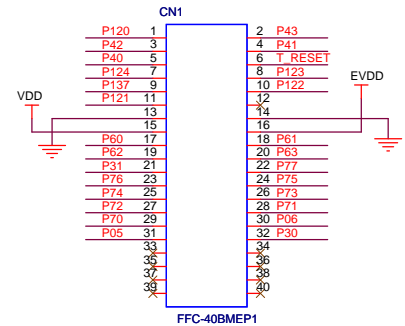 CN1
P120 1 2 P43
P42 3 4 P41
P40 5 6 T_RESET
P124 7 8 P123
P137 9 10 P122
P121 11 12
VDD
EVDD
13 14
15 16
P60 17 18 P61
P62 19 20 P63
P31 21 22 P77
P76 23 24 P75
P74 25 26 P73
P72 27 28 P71
P70 29 30 P06
P05 31 32 P30
33 34
35 36
37 38
39 40
FFC-40BMEP1